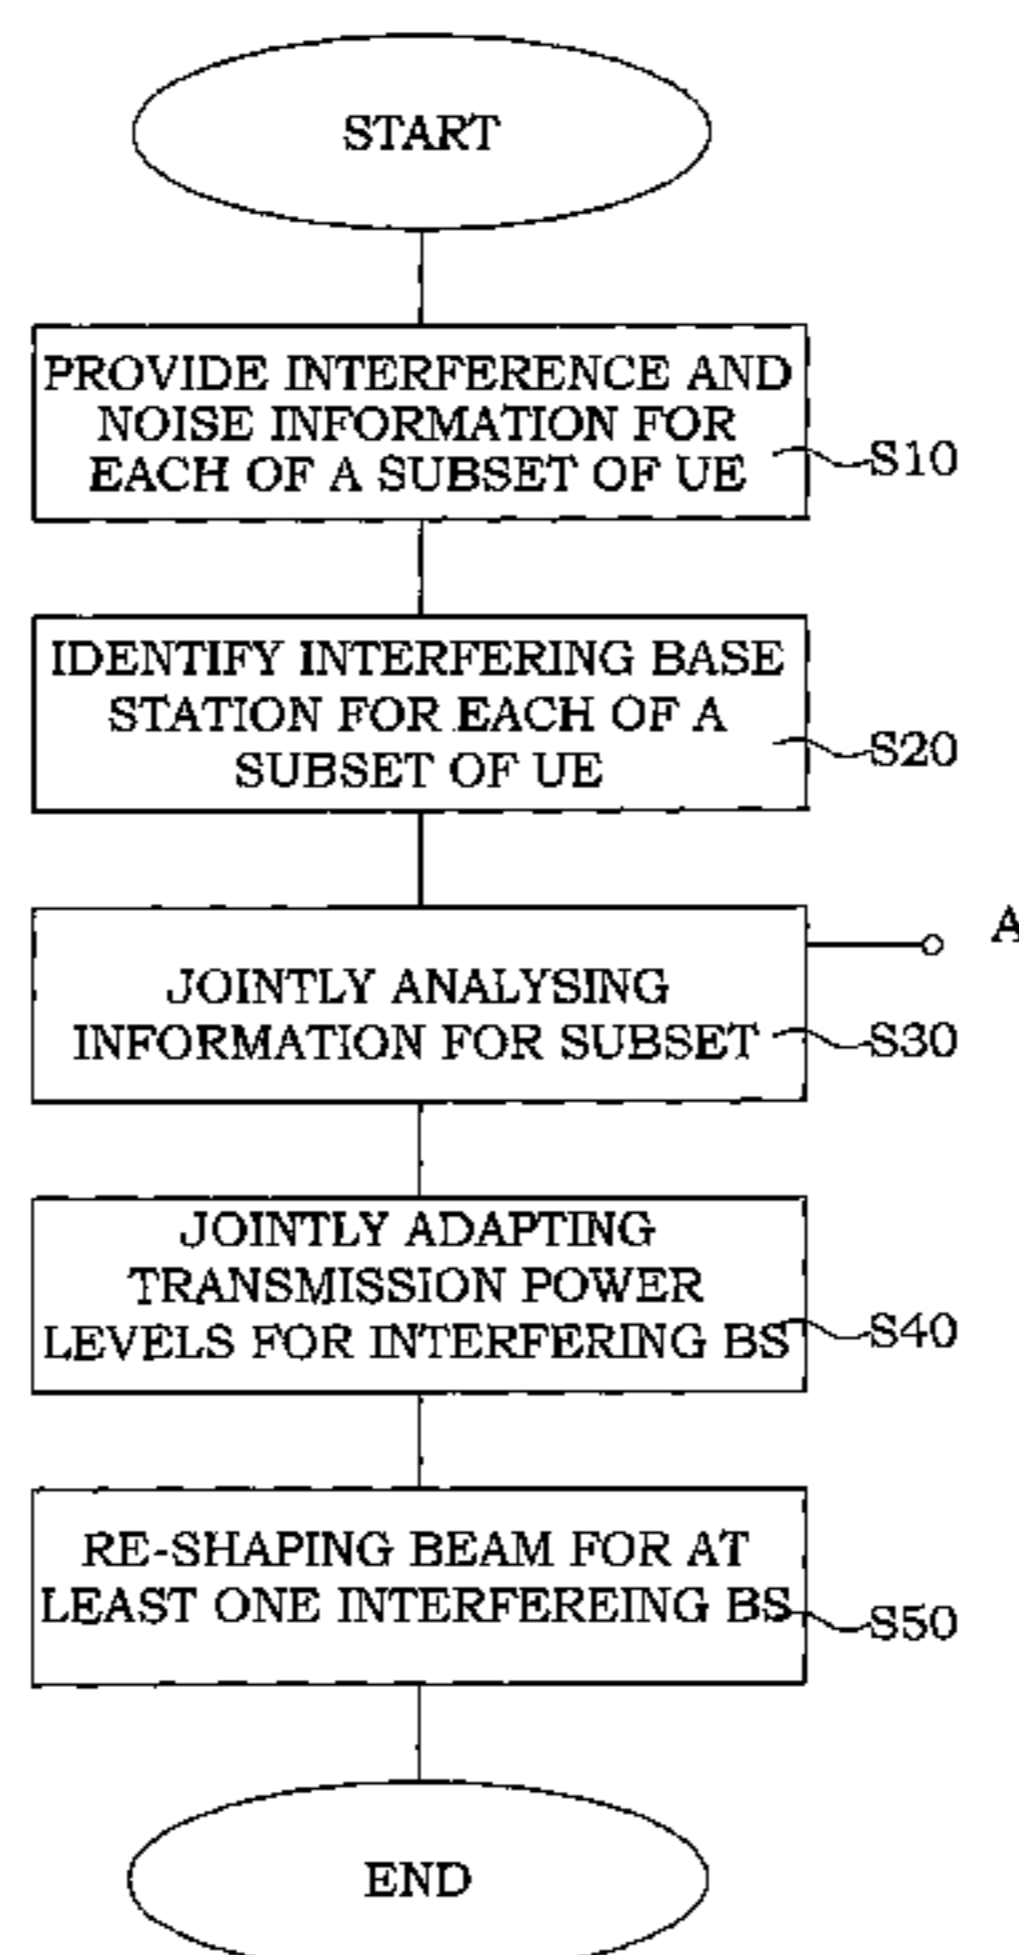 START
PROVIDE INTERFERENCE AND
NOISE INFORMATION FOR
EACH OF A SUBSET OF UE
S10
IDENTIFY INTERFERING BASE
STATION FOR EACH OF A
SUBSET OF UE
S20
A
JOINTLY ANALYSING
INFORMATION FOR SUBSET
S30
JOINTLY ADAPTING
TRANSMISSION POWER
LEVELS FOR INTERFERING BS
S40
RE-SHAPING BEAM FOR AT
LEAST ONE INTERFEREING BS
S50
END